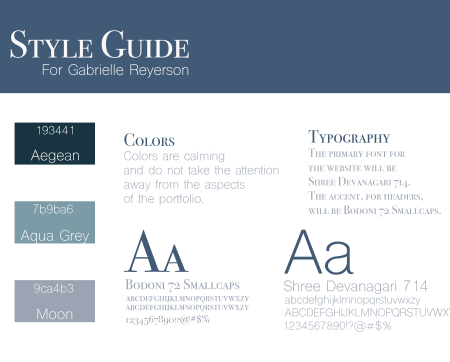 Style Guide
For Gabrielle Reyerson
193441
Aegean
7b9ba6
Aqua Grey
9ca4b3
Moon
Colors
Colors are calming
and do not take the attention
away from the aspects
of the portfolio.
Typography
The primary font for
the website will be
Shree Devanagari 714.
The accent, for headers,
will be Bodoni 72 Smallcaps.
Aa
Bodoni 72 Smallcaps
abcdefghijklmnopqrstuvwxyz
ABCDEFGHIJKLMNOPQRSTUVWXYZ
1234567890!?@#$%
Aa
Shree Devanagari 714
abcdefghijklmnopqrstuvwxyz
ABCDEFGHIJKLMNOPQRSTUVWX
1234567890!?@#$%